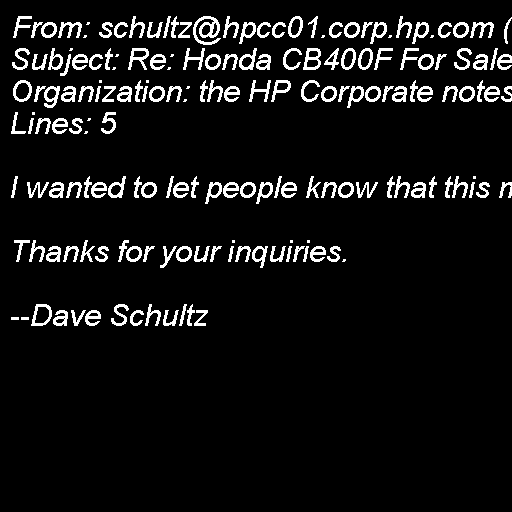 From: schultz@hpcc01.corp.hp.com (
Subject: Re: Honda CB400F For Sale
Organization: the HP Corporate notes
Lines: 5
I wanted to let people know that this
Thanks for your inquiries.
--Dave Schultz